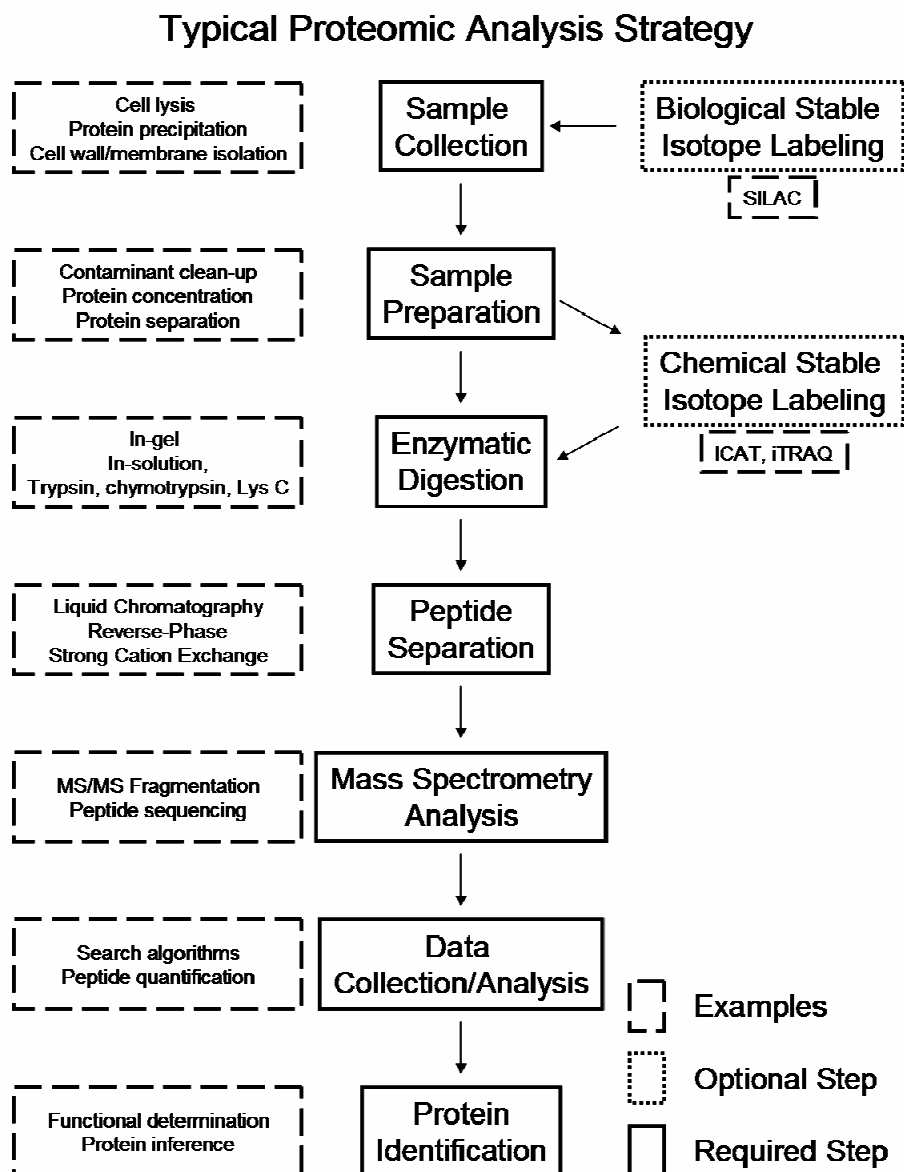 Typical Proteomic Analysis Strategy
Cell lysis
Protein precipitation
Cell wall/membrane isolation
Sample
Collection
Biological Stable
Isotope Labeling
SILAC
Contaminant clean-up
Protein concentration
Protein separation
Sample
Preparation
Chemical Stable
Isotope Labeling
ICAT, iTRAQ
In-gel
In-solution,
Trypsin, chymotrypsin, Lys C
Enzymatic
Digestion
Liquid Chromatography
Reverse-Phase
Strong Cation Exchange
Peptide
Separation
MS/MS Fragmentation
Peptide sequencing
Mass Spectrometry
Analysis
Search algorithms
Peptide quantification
Data
Collection/Analysis
Functional determination
Protein inference
Protein
Identification
Examples
Optional Step
Required Step